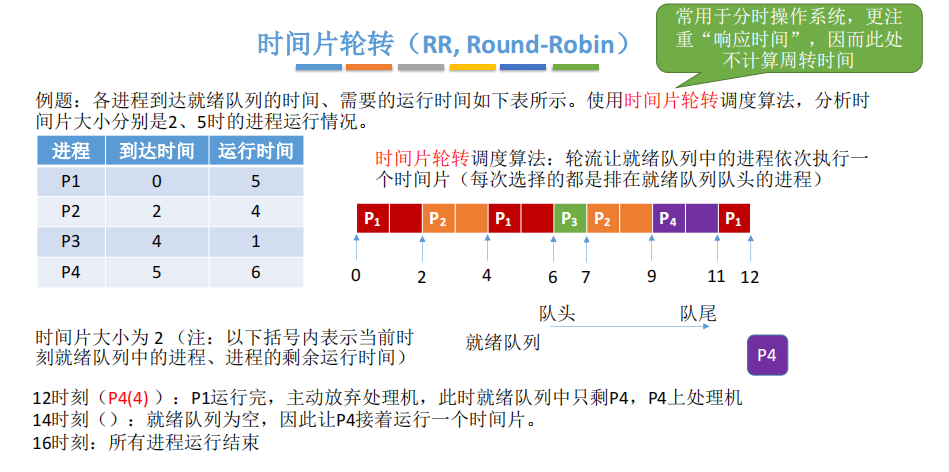 常用于分时操作系统，更注
重“响应时间”，因而此处
不计算周转时间
时间片轮转（RR, Round-Robin）
例题：各进程到达就绪队列的时间、需要的运行时间如下表所示。使用时间片轮转调度算法，分析时
间片大小分别是2、5时的进程运行情况。
进程 到达时间 运行时间
P1 0 5
P2 2 4
P3 4 1
P4 5 6
时间片轮转调度算法：轮流让就绪队列中的进程依次执行一
个时间片（每次选择的都是排在就绪队列队头的进程）
P1 P2 P1 P3 P2 P4 P1
0 2 4 6 7 9 11 12
队头 队尾
就绪队列
P4
时间片大小为 2 （注：以下括号内表示当前时
刻就绪队列中的进程、进程的剩余运行时间）
12时刻（P4(4) ）：P1运行完，主动放弃处理机，此时就绪队列中只剩P4，P4上处理机
14时刻（）：就绪队列为空，因此让P4接着运行一个时间片。
16时刻：所有进程运行结束